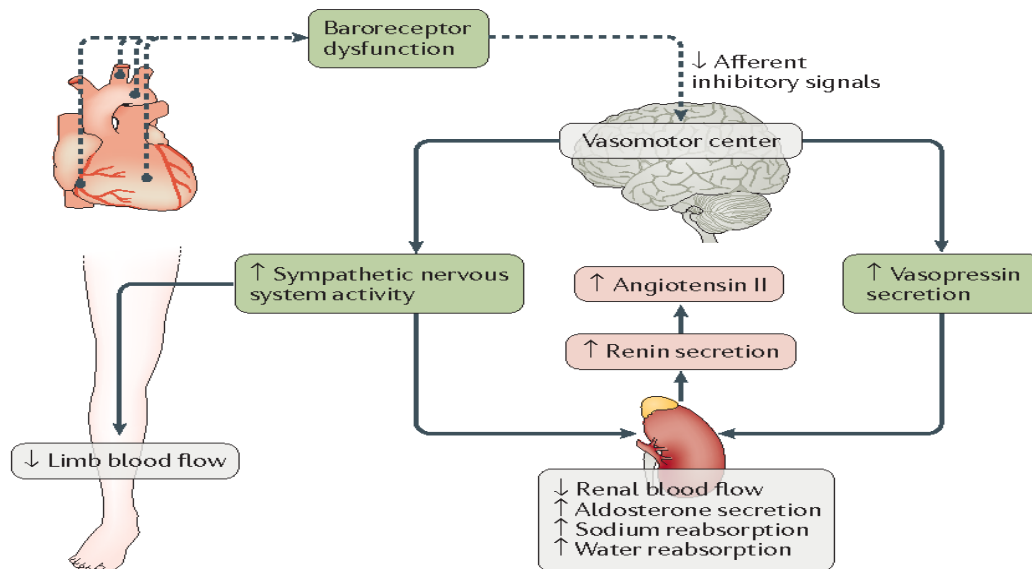 Baroreceptor
dysfunction
↓ Afferent
inhibitory signals
Vasomotor center
↑ Sympathetic nervous
system activity
↑ Angiotensin II
↑ Vasopressin
secretion
↑ Renin secretion
↓ Limb blood flow
↓ Renal blood flow
↑ Aldosterone secretion
↑ Sodium reabsorption
↑ Water reabsorption